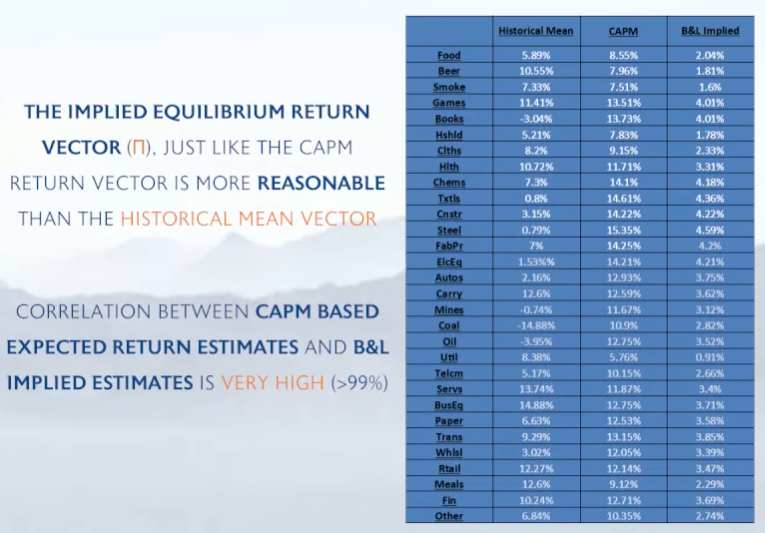 THE IMPLIED EQUILIBRIUM RETURN
VECTOR (Π), JUST LIKE THE CAPM
RETURN VECTOR IS MORE REASONABLE
THAN THE HISTORICAL MEAN VECTOR
CORRELATION BETWEEN CAPM BASED
EXPECTED RETURN ESTIMATES AND B&L
IMPLIED ESTIMATES IS VERY HIGH (>99%)
Historical Mean CAPM B&L Implied
Food 5.89% 8.55% 2.04%
Beer 10.55% 7.96% 1.81%
Smoke 7.33% 7.51% 1.6%
Games 11.41% 13.51% 4.01%
Books -3.04% 13.73% 4.01%
Hshld 5.21% 7.83% 1.78%
Clths 8.2% 9.15% 2.33%
Hlth 10.72% 11.71% 3.31%
Chems 7.3% 14.1% 4.18%
Txtls 0.8% 14.61% 4.36%
Cnstr 3.15% 14.22% 4.22%
Steel 0.79% 15.35% 4.59%
FabPr 7% 14.25% 4.2%
ElcEq 1.53%% 14.21% 4.21%
Autos 2.16% 12.93% 3.75%
Carry 12.6% 12.59% 3.62%
Mines -0.74% 11.67% 3.12%
Coal -14.88% 10.9% 2.82%
Oil -3.95% 12.75% 3.52%
Util 8.38% 5.76% 0.91%
Telcm 5.17% 10.15% 2.66%
Servs 13.74% 11.87% 3.4%
BusEq 14.88% 12.75% 3.71%
Paper 6.63% 12.53% 3.58%
Trans 9.29% 13.15% 3.85%
Whlsl 3.02% 12.05% 3.39%
Rtail 12.27% 12.14% 3.47%
Meals 12.6% 9.12% 2.29%
Fin 10.24% 12.71% 3.69%
Other 6.84% 10.35% 2.74%